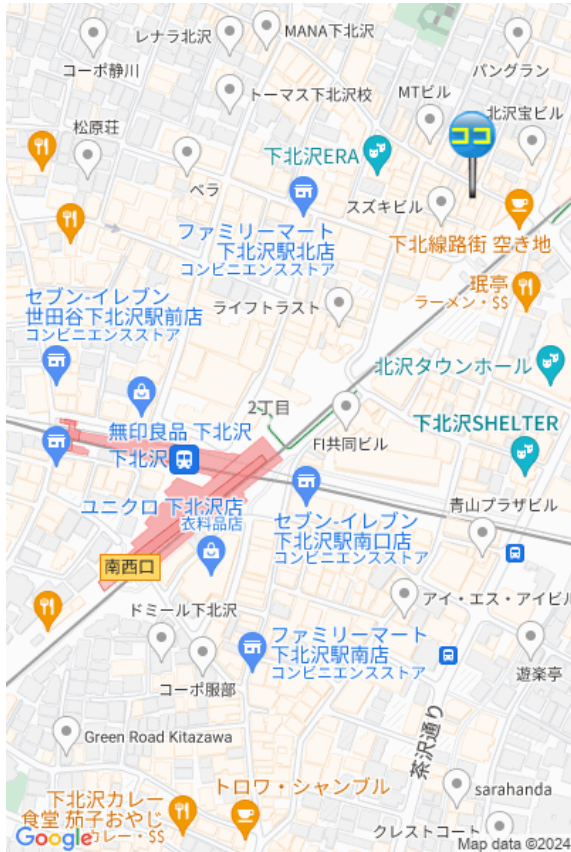 レナラ北沢
MANA下北沢
コーポ静川
バングラン
トーマス下北沢校
MTビル
北沢宝ビル
松原荘
ココ
下北沢ERA
ベラ
スズキビル
ファミリーマート
下北沢駅北店
コンビニエンスストア
下北線路街 空き地
珉亭
ラーメン・$$
セブン-イレブン
世田谷下北沢駅前店
コンビニエンスストア
ライフトラスト
北沢タウンホール
2丁目
無印良品 下北沢
下北沢
FI共同ビル
下北沢SHELTER
ユニクロ 下北沢店
衣料品店
セブン-イレブン
下北沢駅南口店
コンビニエンスストア
青山プラザビル
南西口
ドミール下北沢
アイ・エス・アイビル
ファミリーマート
下北沢駅南店
コンビニエンスストア
コーポ服部
遊楽亭
茶沢通り
Green Road Kitazawa
トロワ・シャンブル
sarahanda
下北沢カレー
食堂 茄子おやじ
カレー・$$
クレストコート
Google
Map data ©2024